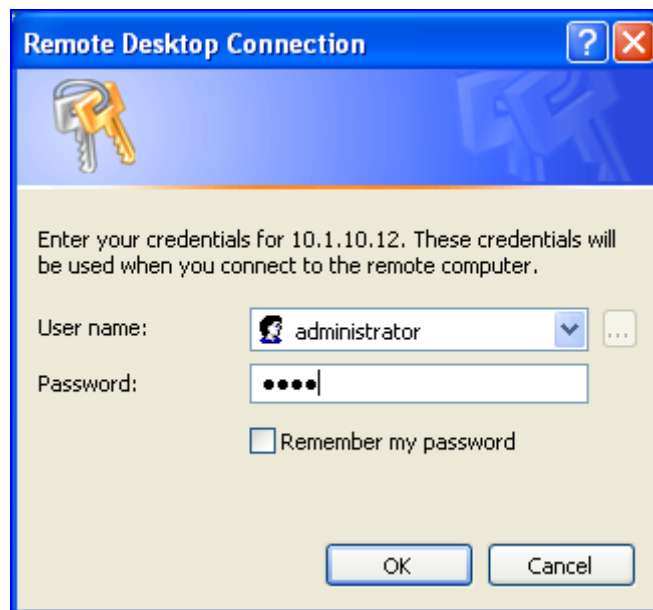 Remote Desktop Connection
Enter your credentials for 10.1.10.12. These credentials will
be used when you connect to the remote computer.
User name: administrator ...
Password: ••••
Remember my password
OK Cancel